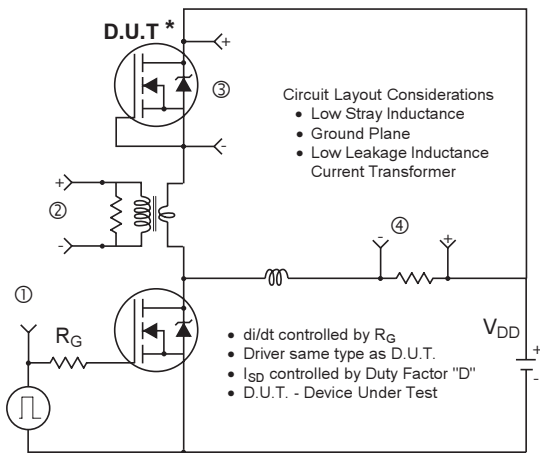 D.U.T *
+
③
-
Circuit Layout Considerations
• Low Stray Inductance
• Ground Plane
• Low Leakage Inductance
Current Transformer
+
②
-
④
- +
①
RG
• di/dt controlled by RG
• Driver same type as D.U.T.
• ISD controlled by Duty Factor "D"
• D.U.T. - Device Under Test
VDD
+
-